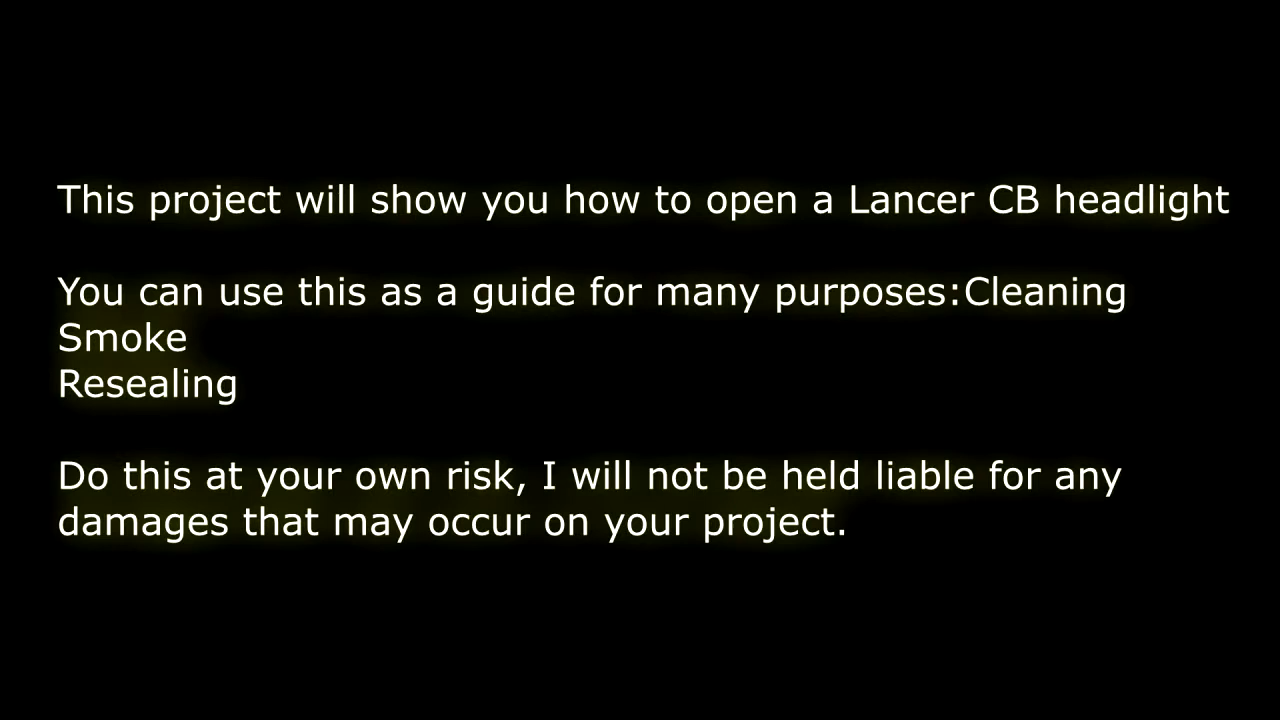 This project will show you how to open a Lancer CB headlight
You can use this as a guide for many purposes:Cleaning
Smoke
Resealing
Do this at your own risk, I will not be held liable for any
damages that may occur on your project.